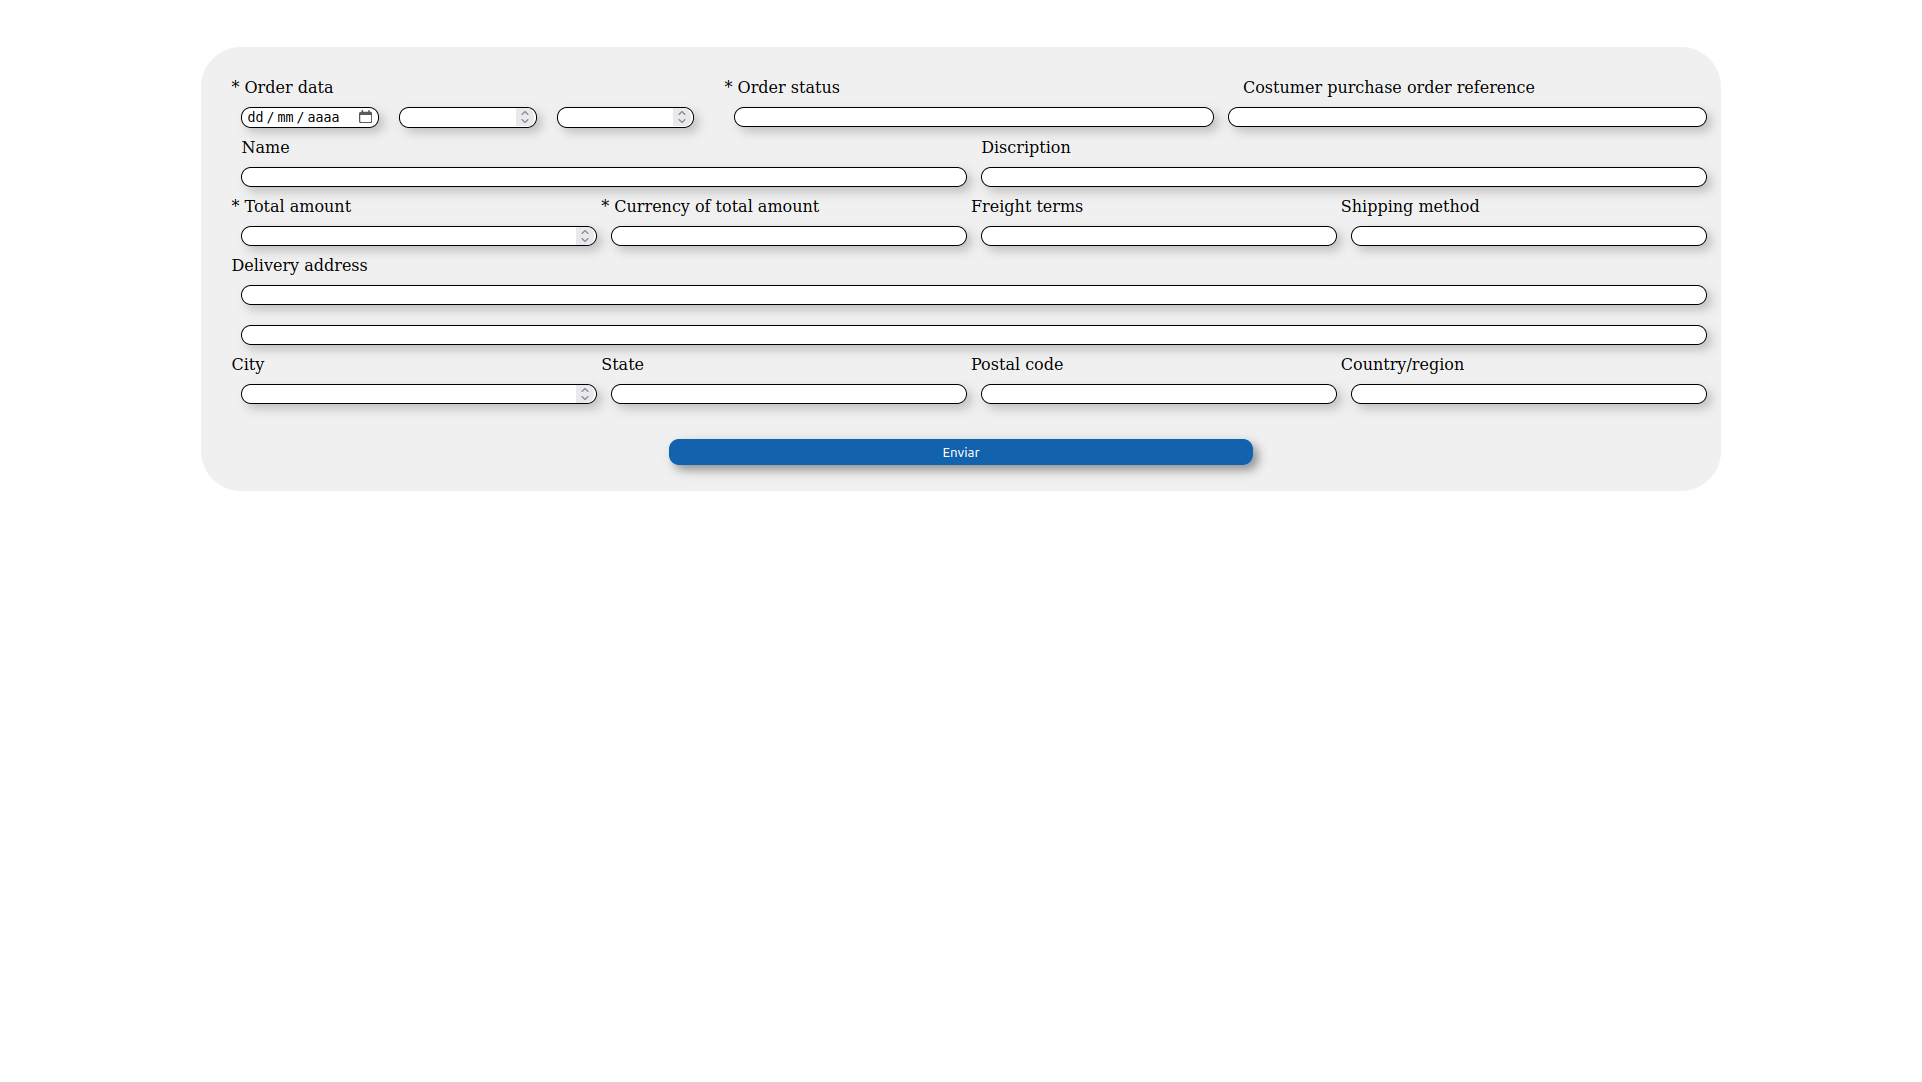 * Order data * Order status Costumer purchase order reference
dd / mm / aaaa
Name Discription
* Total amount * Currency of total amount Freight terms Shipping method
Delivery address
City State Postal code Country/region
Enviar